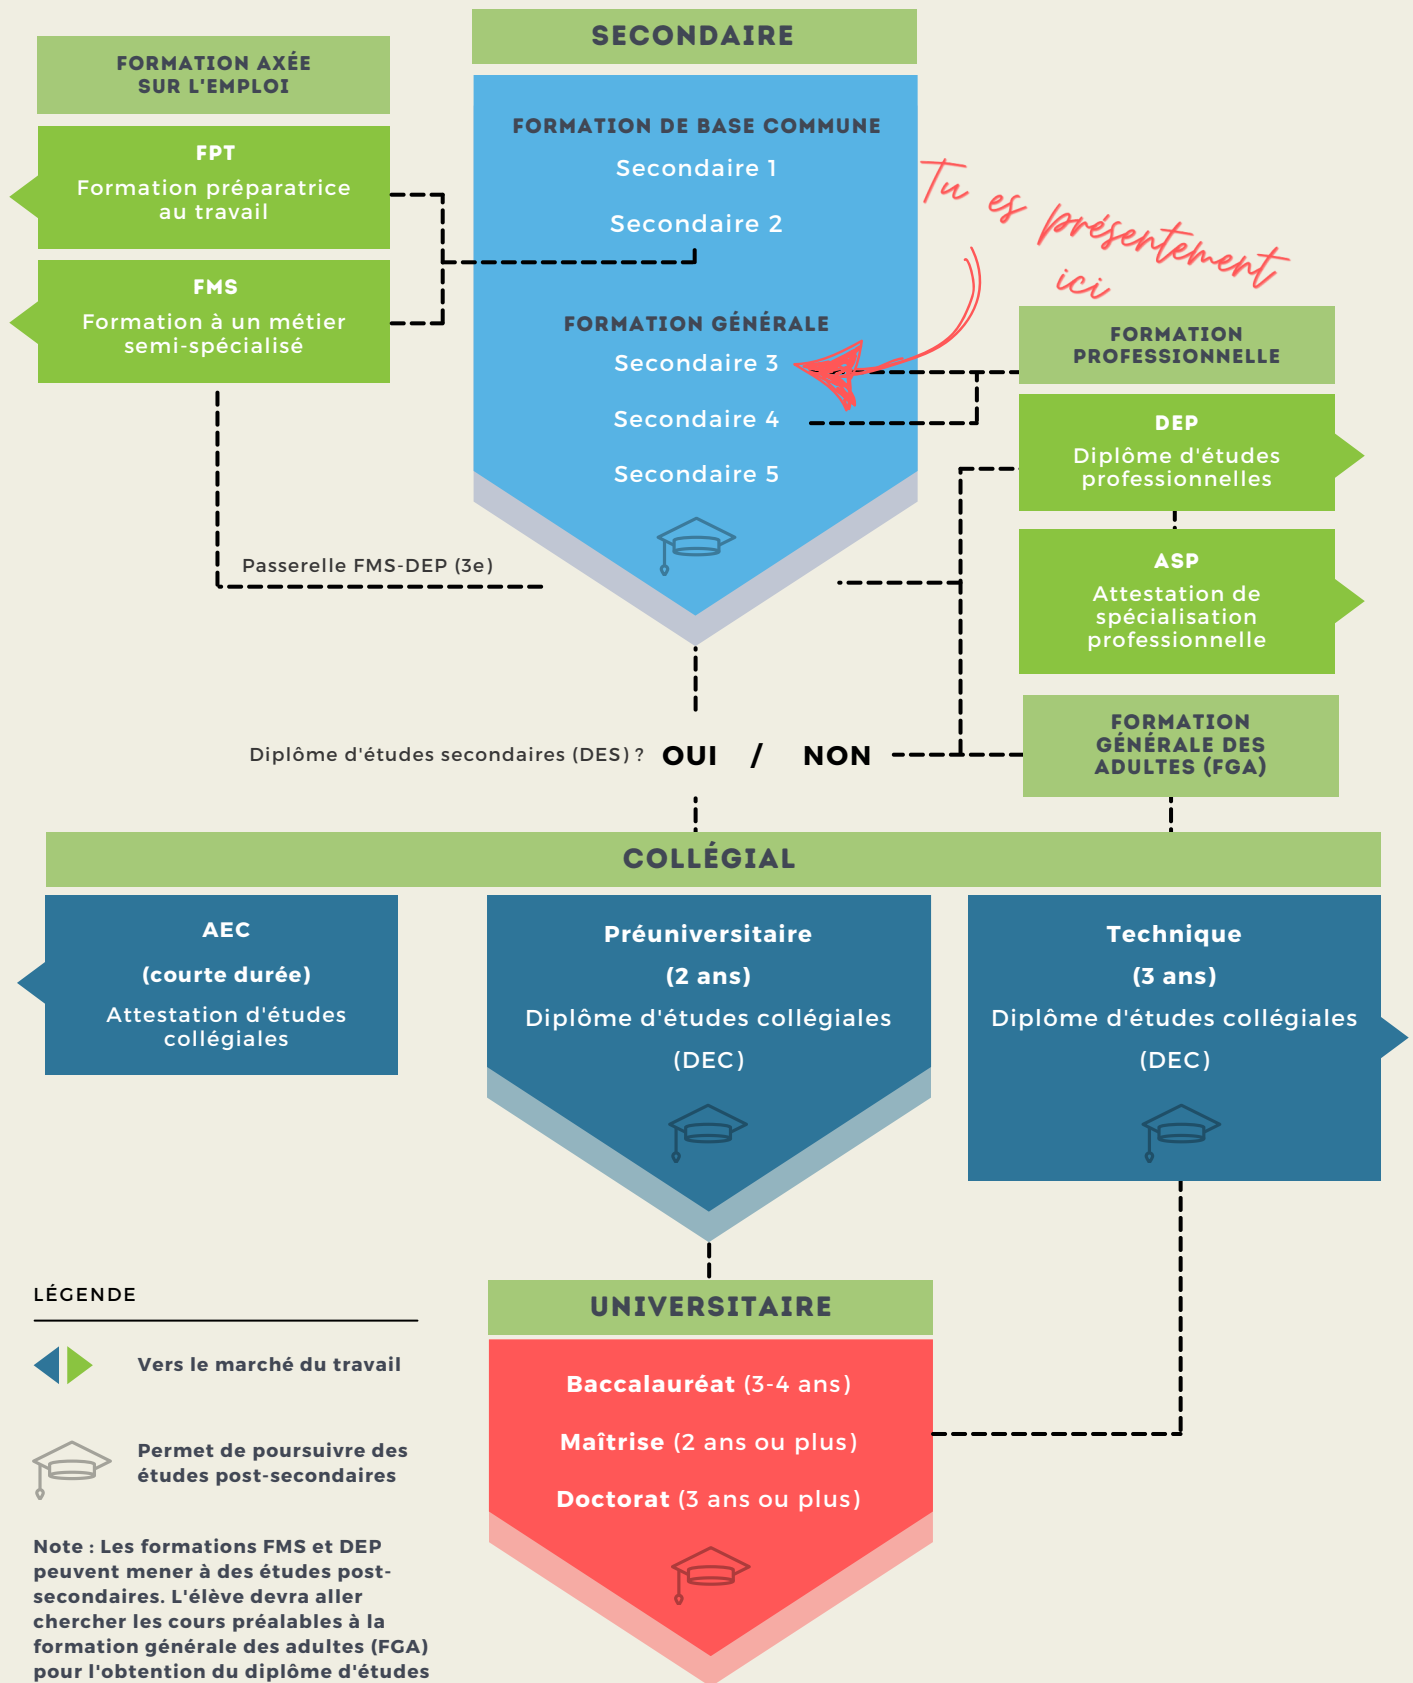 SECONDAIRE
FORMATION AXÉE
SUR L'EMPLOI
FPT
Formation préparatrice
au travail
FMS
Formation à un métier
semi-spécialisé
FORMATION DE BASE COMMUNE
Secondaire 1
Secondaire 2
FORMATION GÉNÉRALE
Secondaire 3
Secondaire 4
Secondaire 5
Tu es présentement
ici
FORMATION
PROFESSIONNELLE
DEP
Diplôme d'études
professionnelles
ASP
Attestation de
spécialisation
professionnelle
Passerelle FMS-DEP (3e)
Diplôme d'études secondaires (DES) ? OUI / NON
FORMATION
GÉNÉRALE DES
ADULTES (FGA)
COLLÉGIAL
AEC
(courte durée)
Attestation d'études
collégiales
Préuniversitaire
(2 ans)
Diplôme d'études collégiales
(DEC)
Technique
(3 ans)
Diplôme d'études collégiales
(DEC)
UNIVERSITAIRE
Baccalauréat (3-4 ans)
Maîtrise (2 ans ou plus)
Doctorat (3 ans ou plus)
LÉGENDE
Vers le marché du travail
Permet de poursuivre des
études post-secondaires
Note : Les formations FMS et DEP
peuvent mener à des études post-
secondaires. L'élève devra aller
chercher les cours préalables à la
formation générale des adultes (FGA)
pour l'obtention du diplôme d'études